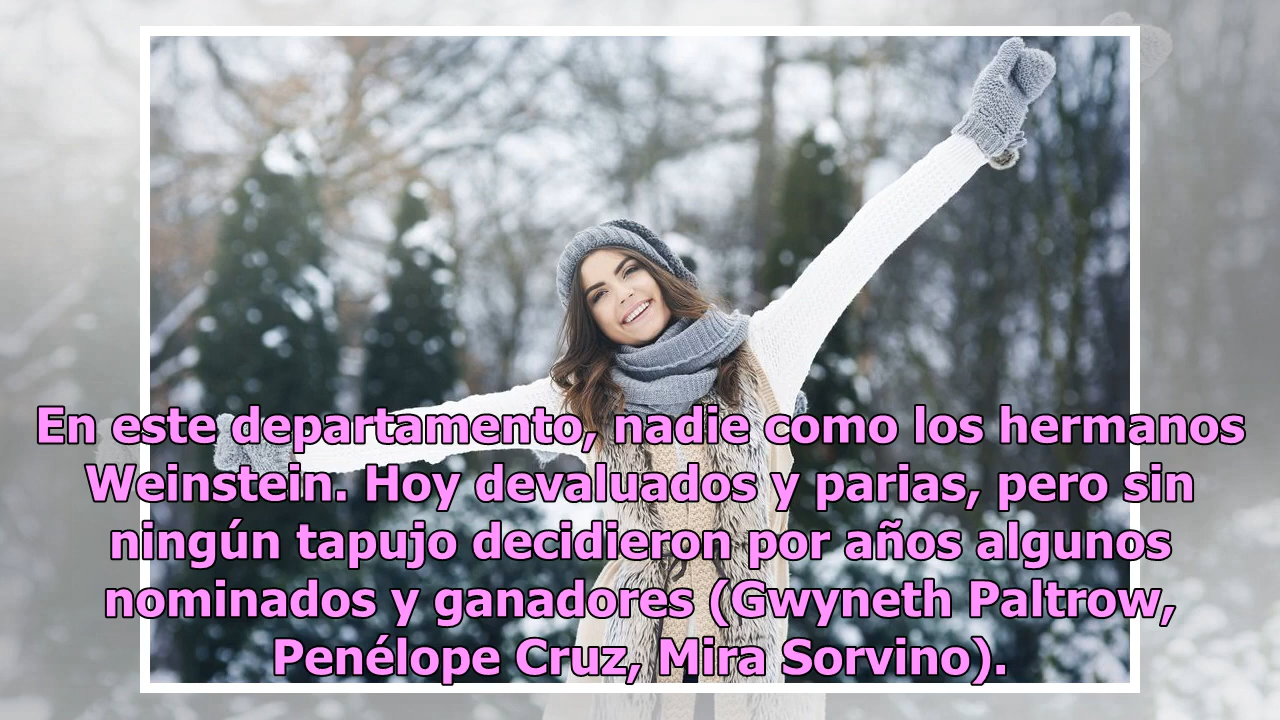 En este departamento, nadie como los hermanos
Weinstein. Hoy devaluados y parias, pero sin
ningún tapujo decidieron por años algunos
nominados y ganadores (Gwyneth Paltrow,
Penélope Cruz, Mira Sorvino).